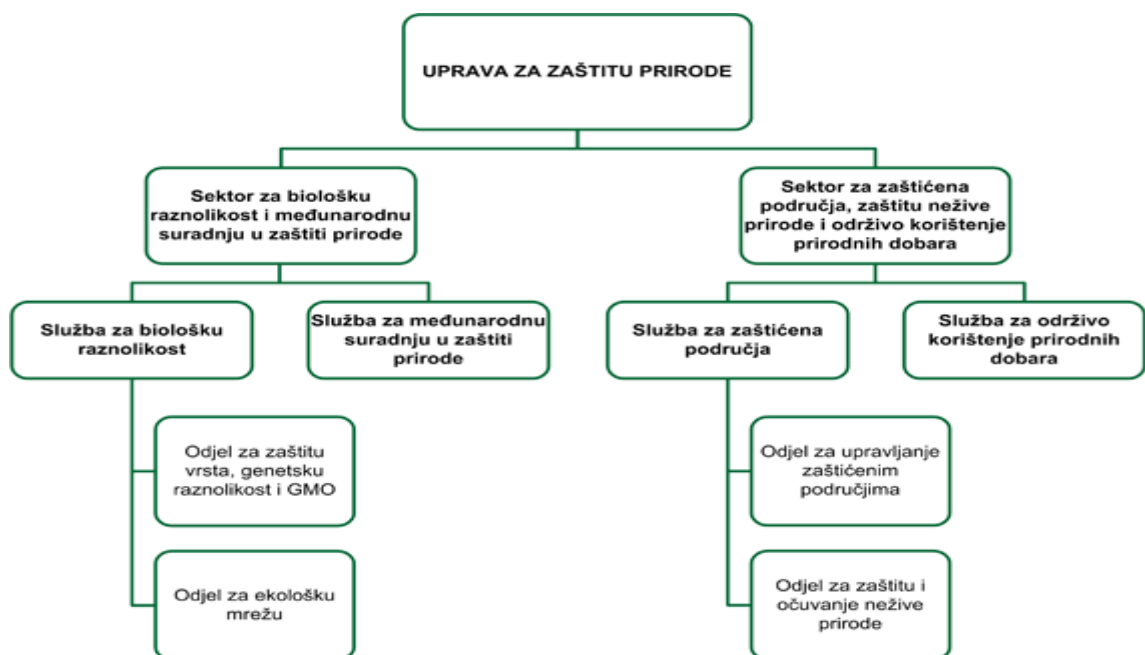 UPRAVA ZA ZAŠTITU PRIRODE
Sektor za biološku
raznolikost i međunarodnu
suradnju u zaštiti prirode
Sektor za zaštićena
područja, zaštitu nežive
prirode i održivo korištenje
prirodnih dobara
Služba za biološku
raznolikost
Služba za međunarodnu
suradnju u zaštiti
prirode
Služba za zaštićena
područja
Služba za održivo
korištenje prirodnih
dobara
Odjel za zaštitu
vrsta, genetsku
raznolikost i GMO
Odjel za upravljanje
zaštićenim
područjima
Odjel za ekološku
mrežu
Odjel za zaštitu i
očuvanje nežive
prirode